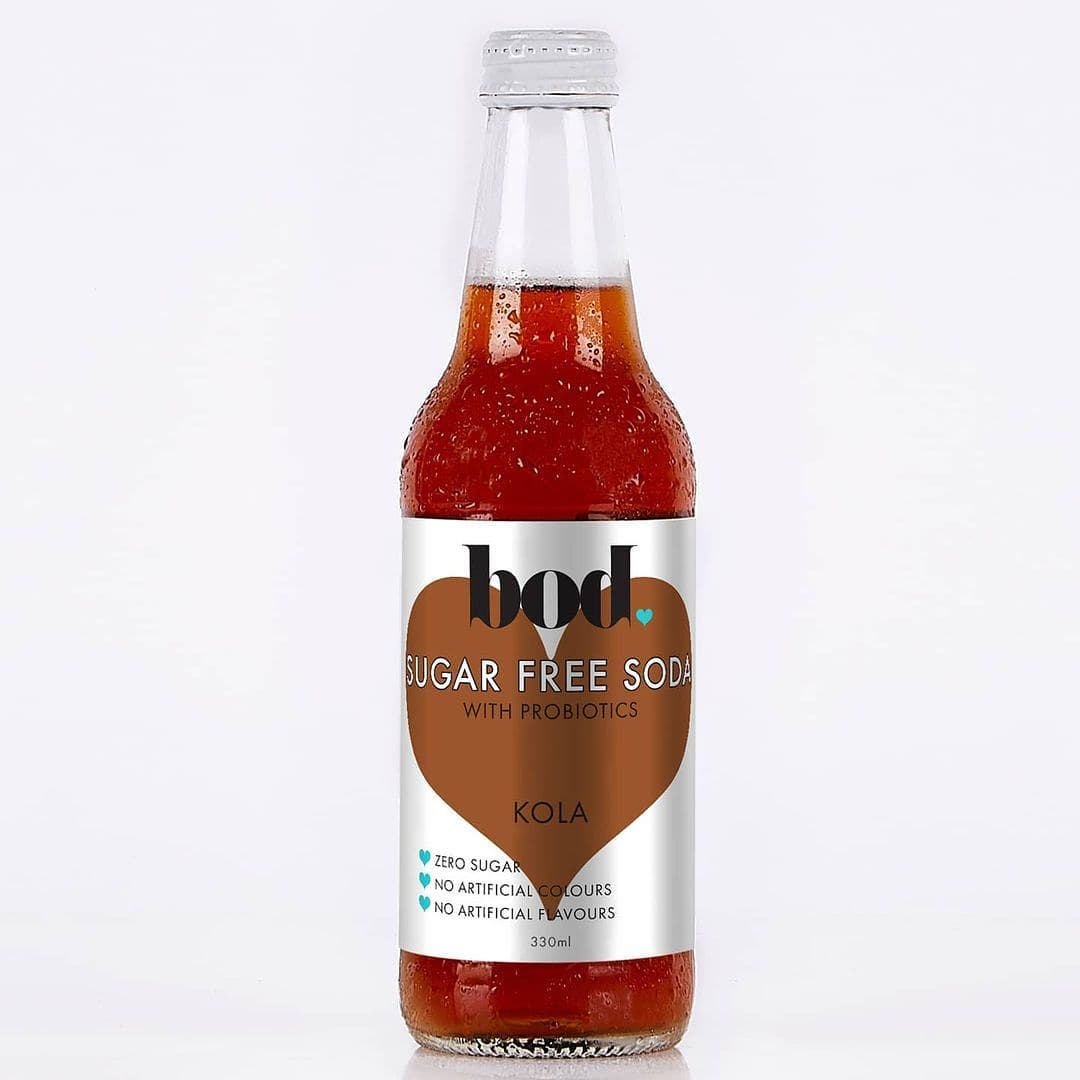 bod.
SUGAR FREE SODA
WITH PROBIOTICS
KOLA
ZERO SUGAR
NO ARTIFICIAL COLOURS
NO ARTIFICIAL FLAVOURS
330ml